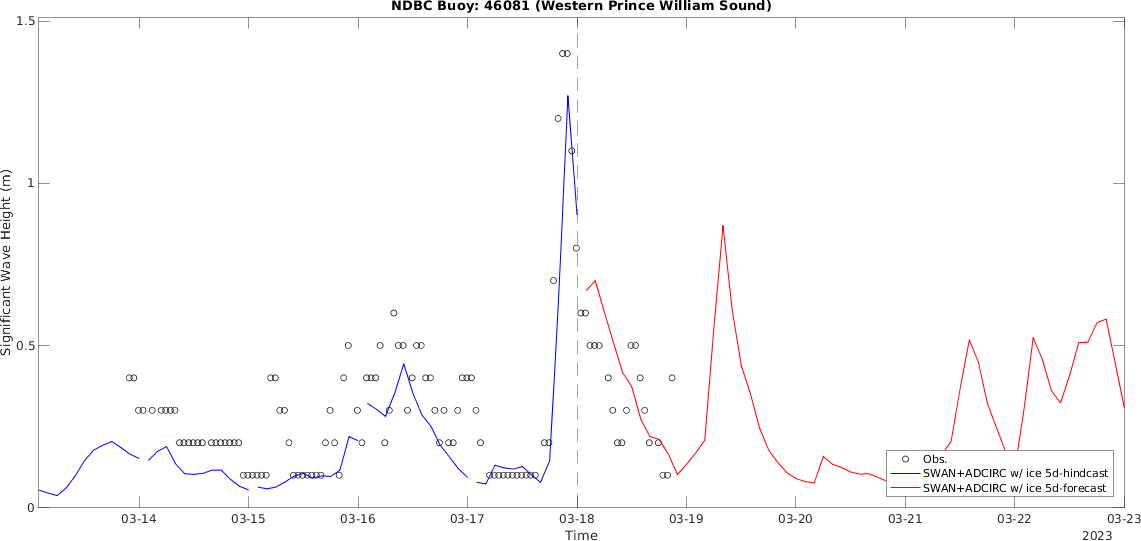 NDBC Buoy: 46081 (Western Prince William Sound)
1.5
1
0.5
0
Significant Wave Height (m)
Obs.
SWAN+ADCIRC w/ ice 5d-hindcast
SWAN+ADCIRC w/ ice 5d-forecast
03-14 03-15 03-16 03-17 03-18 03-19 03-20 03-21 03-22 03-23
Time
2023